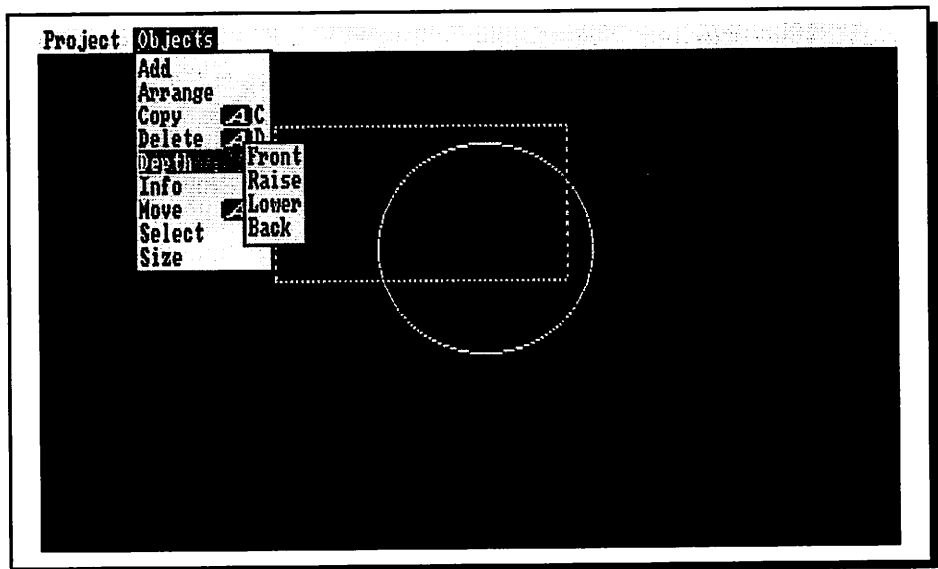 Project Objects
Add
Arrange
Copy A C
Delete A D
Depth
Front
Info
Raise
Move A
Lower
Select
Back
Size